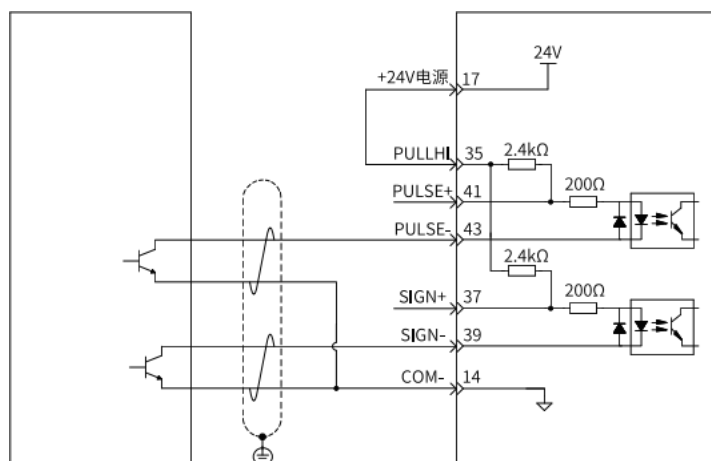 24V
+24V电源 17
PULLHI 35 2.4kΩ
PULSE+ 41 200Ω
PULSE- 43
2.4kΩ
SIGN+ 37 200Ω
SIGN- 39
COM- 14